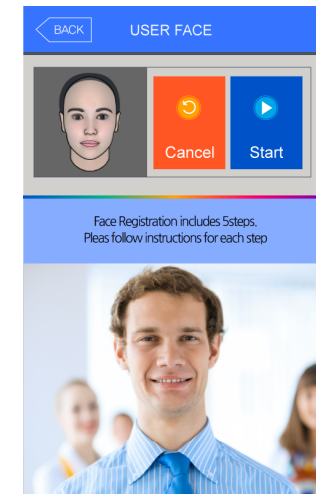 BACK
USER FACE
Cancel
Start
Face Registration includes 5steps,
Pleas follow instructions for each step